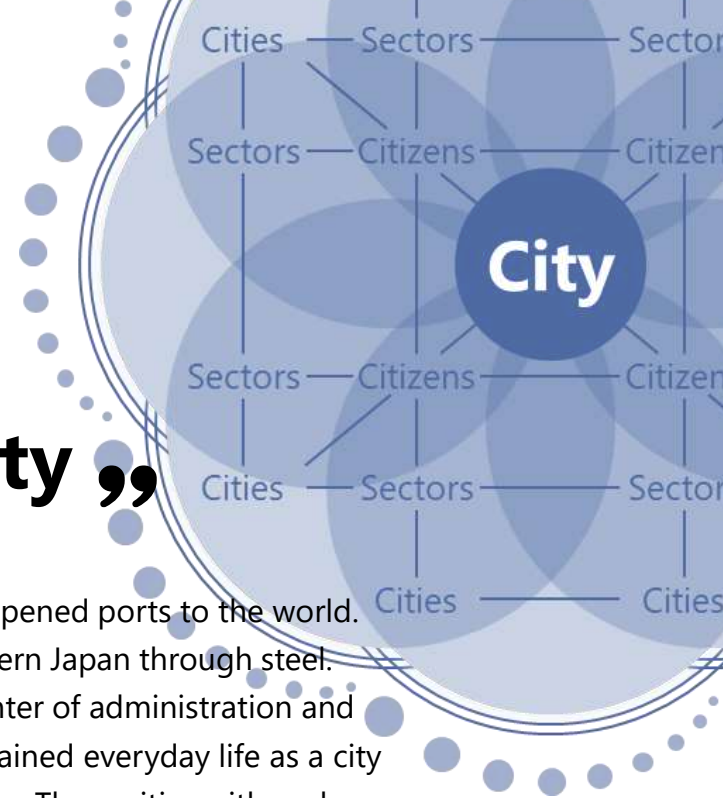 Cities Sectors Sector
Sectors Citizens Citizen
City
Sectors Citizens Citizen
ty ”
Cities Sectors Sector
pened ports to the world.
Cities Cities
ern Japan through steel.
nter of administration and
ained everyday life as a city